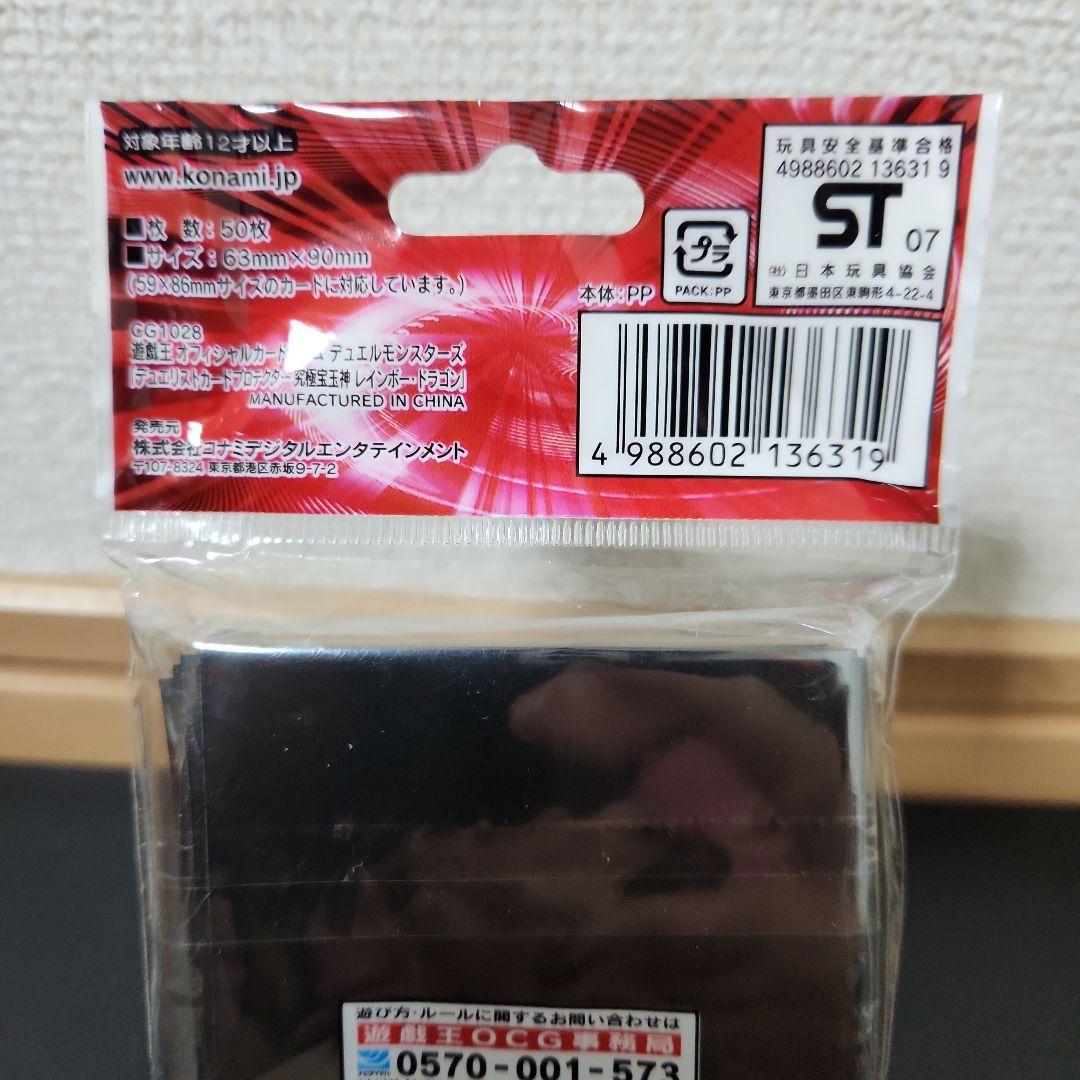 対象年齢12才以上
www.konami.jp
■枚 数：50枚
■サイズ：63mm×90mm
(59×86mmサイズのカードに対応しています。)
CG1028
遊戯王 オフィシャルカード ム デュエルモンスターズ
「デュエリストカードプロテクター 究極宝玉神 レインボー・ドラゴン」
MANUFACTURED IN CHINA
発売元
株式会社コナミデジタルエンタテインメント
〒107-8324 東京都港区赤坂9-7-2
プラ
PACK:PP
本体:PP
玩具安全基準合格
4988602 136319
ST 07
(社)日本玩具協会
東京都墨田区東駒形4-22-4
4 988602 136319
遊び方・ルールに関するお問い合わせは
遊戯王OCG事務局
0570-001-573